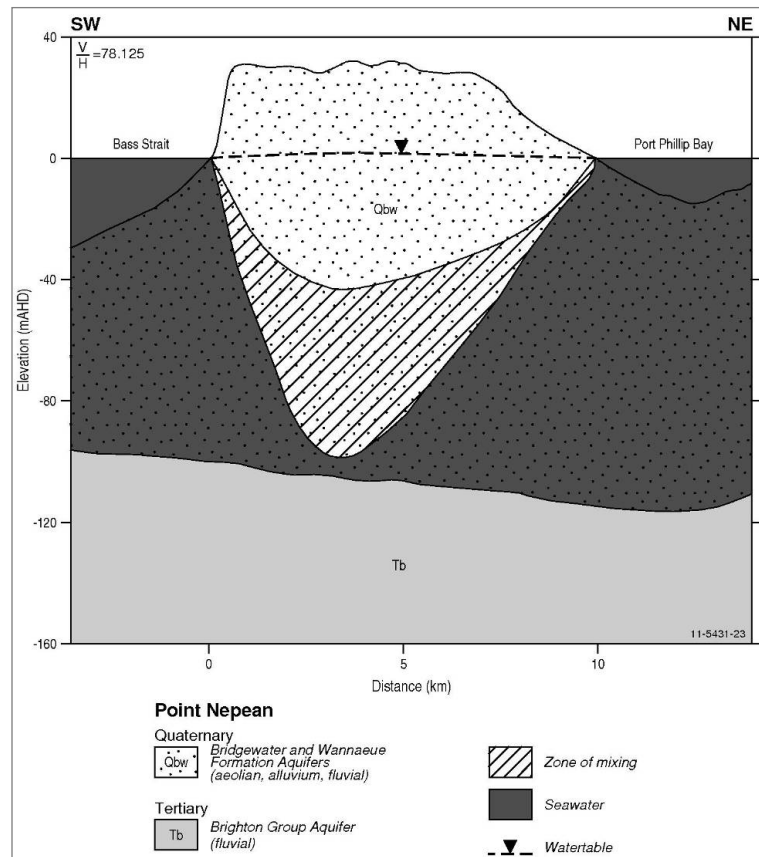 SW
NE
40
V
H
=78.125
Bass Strait
Port Phillip Bay
0
Qbw
-40
Elevation (mAHD)
-80
-120
Tb
-160
11-5431-23
0
5
10
Distance (km)
Point Nepean
Quaternary
Qbw
Bridgewater and Wannaeue
Formation Aquifers
(aeolian, alluvium, fluvial)
Tertiary
Tb
Brighton Group Aquifer
(fluvial)
Zone of mixing
Seawater
Watertable